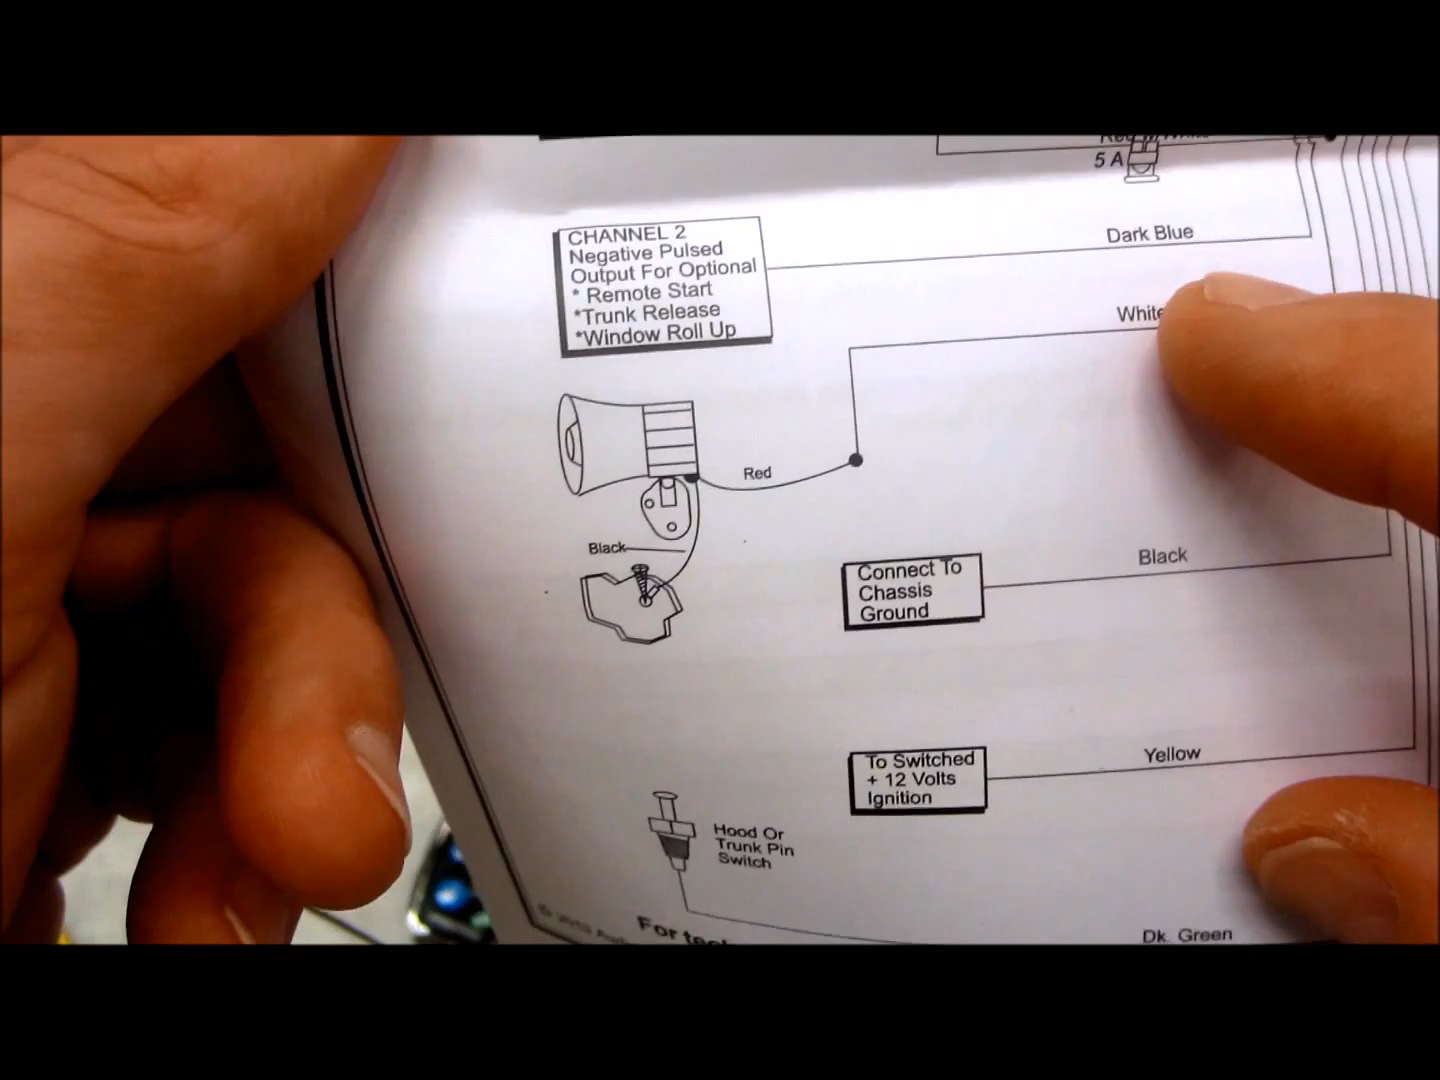 5 A
CHANNEL 2
Negative Pulsed
Output For Optional
* Remote Start
*Trunk Release
*Window Roll Up
Dark Blue
White
Red
Black
Connect To
Chassis
Ground
Black
To Switched
+ 12 Volts
Ignition
Yellow
Hood Or
Trunk Pin
Switch
Dk. Green
For